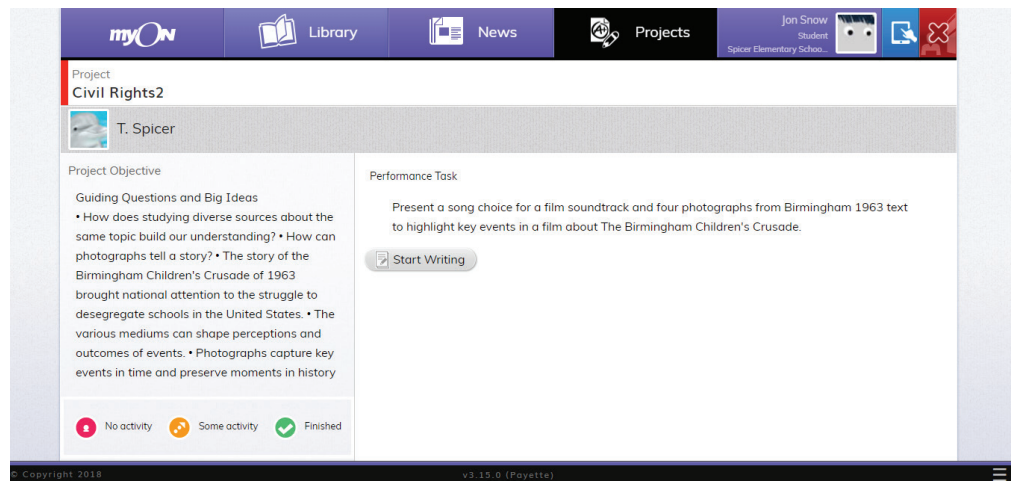 myON
Library
News
Projects
Jon Snow
Student
Spicer Elementary Schoo...
Project
Civil Rights2
T. Spicer
Project Objective
Guiding Questions and Big Ideas
• How does studying diverse sources about the
same topic build our understanding? • How can
photographs tell a story? • The story of the
Birmingham Children's Crusade of 1963
brought national attention to the struggle to
desegregate schools in the United States. • The
various mediums can shape perceptions and
outcomes of events. • Photographs capture key
events in time and preserve moments in history
No activity
Some activity
Finished
Performance Task
Present a song choice for a film soundtrack and four photographs from Birmingham 1963 text
to highlight key events in a film about The Birmingham Children's Crusade.
Start Writing
© Copyright 2018
v3.15.0 (Payette)